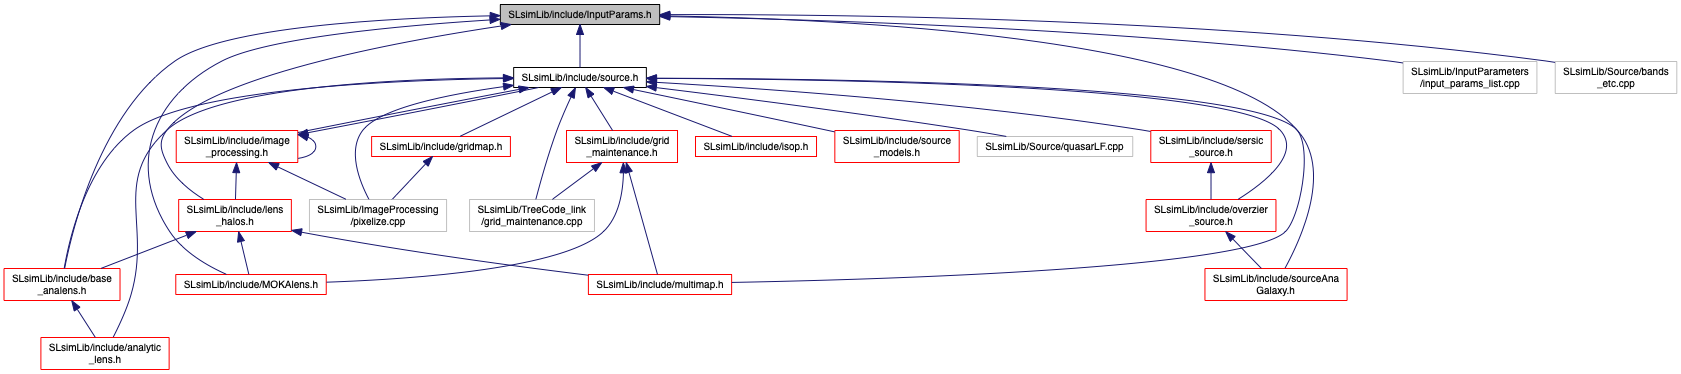 SLsimLib/include/InputParams.h
SLsimLib/include/source.h
SLsimLib/InputParameters
/input_params_list.cpp
SLsimLib/Source/bands
_etc.cpp
SLsimLib/include/image
_processing.h
SLsimLib/include/gridmap.h
SLsimLib/include/grid
_maintenance.h
SLsimLib/include/isop.h
SLsimLib/include/source
_models.h
SLsimLib/Source/quasarLF.cpp
SLsimLib/include/sersic
_source.h
SLsimLib/include/lens
_halos.h
SLsimLib/ImageProcessing
/pixelize.cpp
SLsimLib/TreeCode_link
/grid_maintenance.cpp
SLsimLib/include/overzier
_source.h
SLsimLib/include/base
_analens.h
SLsimLib/include/MOKAlens.h
SLsimLib/include/multimap.h
SLsimLib/include/sourceAna
Galaxy.h
SLsimLib/include/analytic
_lens.h